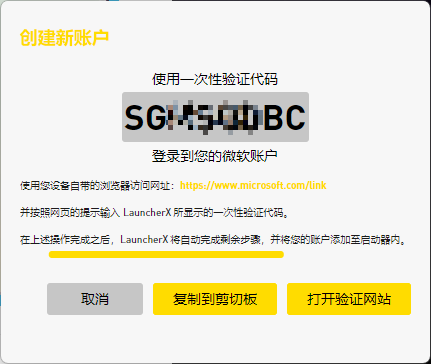 创建新账户
使用一次性验证代码
登录到您的微软账户
使用您设备自带的浏览器访问网址：https://www.microsoft.com/link
并按照网页的提示输入 LauncherX 所显示的一次性验证代码。
在上述操作完成之后，LauncherX 将自动完成剩余步骤，并将您的账户添加至启动器内。
取消
复制到剪切板
打开验证网站